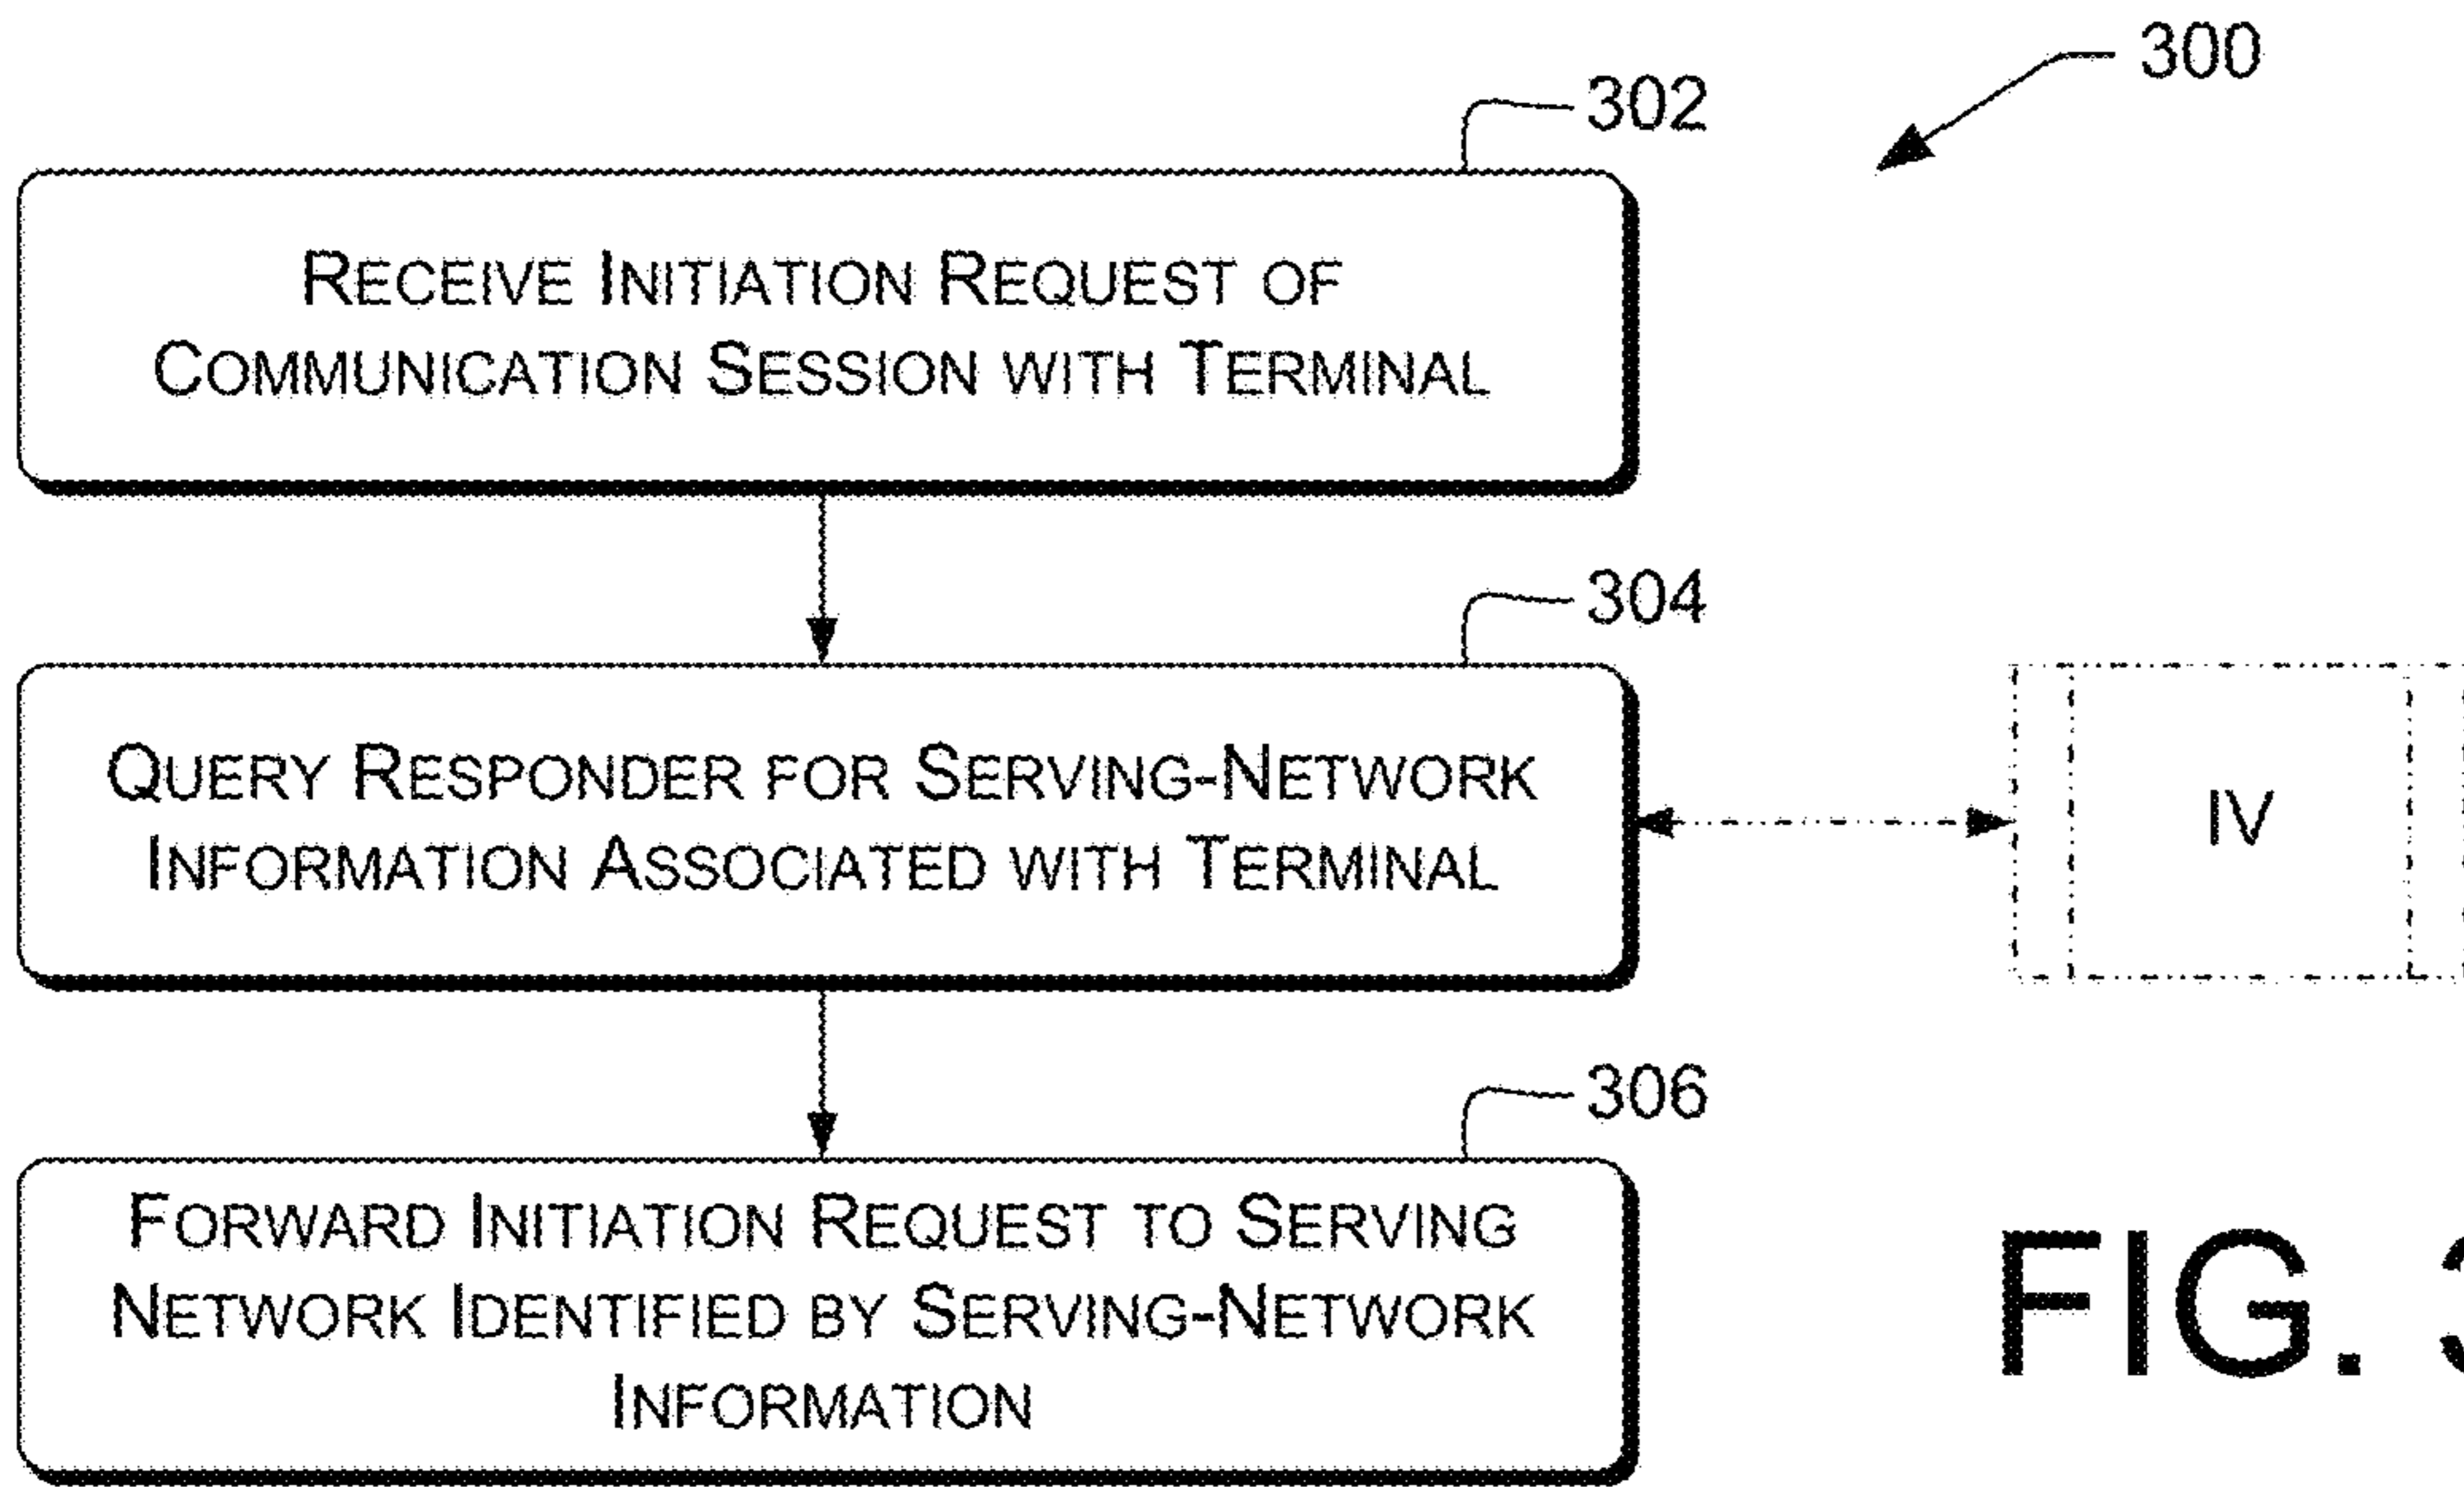 300
302
RECEIVE INITIATION REQUEST OF
COMMUNICATION SESSION WITH TERMINAL
304
QUERY RESPONDER FOR SERVING-NETWORK
INFORMATION ASSOCIATED WITH TERMINAL
IV
306
FORWARD INITIATION REQUEST TO SERVING
NETWORK IDENTIFIED BY SERVING-NETWORK
INFORMATION
FIG.